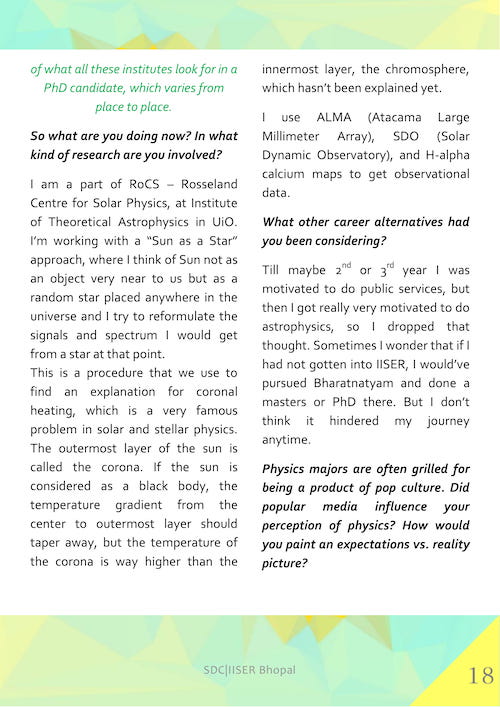 of what all these institutes look for in a
PhD candidate, which varies from
place to place.
So what are you doing now? In what
kind of research are you involved?
I am a part of RoCS – Rosseland
Centre for Solar Physics, at Institute
of Theoretical Astrophysics in UiO.
I'm working with a "Sun as a Star"
approach, where I think of Sun not as
an object very near to us but as a
random star placed anywhere in the
universe and I try to reformulate the
signals and spectrum I would get
from a star at that point.
This is a procedure that we use to
find an explanation for coronal
heating, which is a very famous
problem in solar and stellar physics.
The outermost layer of the sun is
called the corona. If the sun is
considered as a black body, the
temperature gradient from the
center to outermost layer should
taper away, but the temperature of
the corona is way higher than the
innermost layer, the chromosphere,
which hasn't been explained yet.
I use ALMA (Atacama Large
Millimeter Array), SDO (Solar
Dynamic Observatory), and H-alpha
calcium maps to get observational
data.
What other career alternatives had
you been considering?
Till maybe 2nd or 3rd year I was
motivated to do public services, but
then I got really very motivated to do
astrophysics, so I dropped that
thought. Sometimes I wonder that if I
had not gotten into IISER, I would've
pursued Bharatnatyam and done a
masters or PhD there. But I don't
think it hindered my journey
anytime.
Physics majors are often grilled for
being a product of pop culture. Did
popular media influence your
perception of physics? How would
you paint an expectations vs. reality
picture?
SDC|IISER Bhopal
18